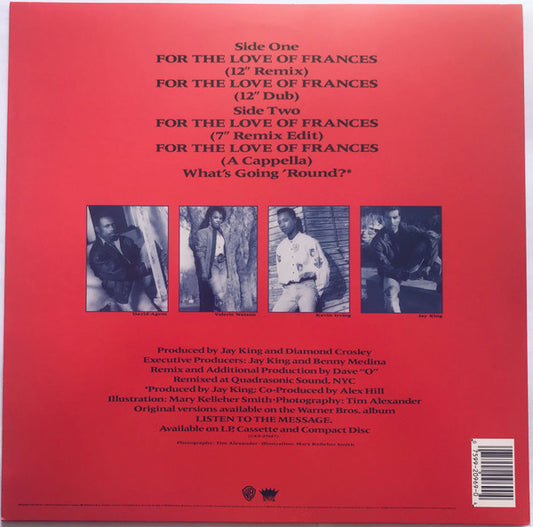 Side One
FOR THE LOVE OF FRANCES
(12" Remix)
FOR THE LOVE OF FRANCES
(12" Dub)
Side Two
FOR THE LOVE OF FRANCES
(7" Remix Edit)
FOR THE LOVE OF FRANCES
(A Cappella)
What's Going 'Round?*
David Agent Valerie Watson Kevin Irving Jay King
Produced by Jay King and Diamond Crosley
Executive Producers: Jay King and Benny Medina
Remix and Additional Production by Dave "O"
Remixed at Quadrasonic Sound, NYC
*Produced by Jay King; Co-Produced by Alex Hill
Illustration: Mary Kelleher Smith•Photography: Tim Alexander
Original versions available on the Warner Bros. album
LISTEN TO THE MESSAGE.
Available on LP, Cassette and Compact Disc
Photography: Tim Alexander•Illustration: Mary Kelleher Smith
7599-20969-0